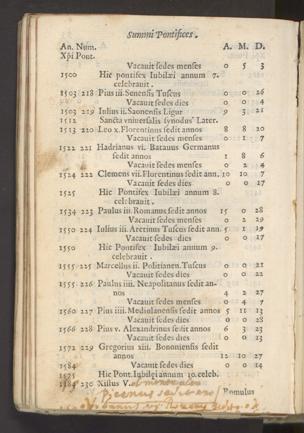 Summi Pontifices.
An. Num. A. M. D.
Xpi Pont.
Vacauit sedes menses 0 5 3
1500 Hic pontifex Iubilæi annum 7.
celebrauit.
1503 218 Pius iii. Senensis Tuscus 0 0 26
Vacauit sedes dies 0 0 4
1503 219 Iulius ii. Saonensis Ligur 9 3 21
1512 Sancta vniuersalis synodus Later.
1513 220 Leo x. Florentinus sedit annos 8 8 20
Vacauit sedes menses 0 1 7
Hadrianus vi. Batauus Germanus
1522 221 sedit annos 1 8 6
Vacauit sedes menses 0 2 4
1524 222 Clemens vii. Florentinus sedit ann. 10 10 7
Vacauit sedes dies 0 0 17
1525 Hic Pontifex Iubilæi annum 8.
celebrauit.
1534 223 Paulus iii. Romanus sedit annos 15 0 28
Vacauit sedes menses 0 2 29
1550 224 Iulius iii. Aretinus Tuscus sedit ann. 5 1 19
Vacauit sedes dies 0 0 17
1550 Hic Pontifex Iubilæi annum 9.
celebrauit.
1555 225 Marcellus ii. Politianen. Tuscus 0 0 21
Vacauit sedes dies 0 0 22
1555 226 Paulus iiii. Neapolitanus sedit an-
nos 4 2 27
Vacauit sedes menses 0 4 7
1560 227 Pius iiii. Mediolanensis sedit annos 5 11 15
Vacauit sedes dies 0 0 28
1566 228 Pius v. Alexandrinus sedit annos 6 3 23
Vacauit sedes dies 0 0 13
1572 229 Gregorius xiii. Bononiensis sedit
annos 12 10 27
1584 Vacauit sedes dies 0 0 14
1575 Hic Pont. Iubilæi annum 10. celeb.
230 Xistus V.
Romulus